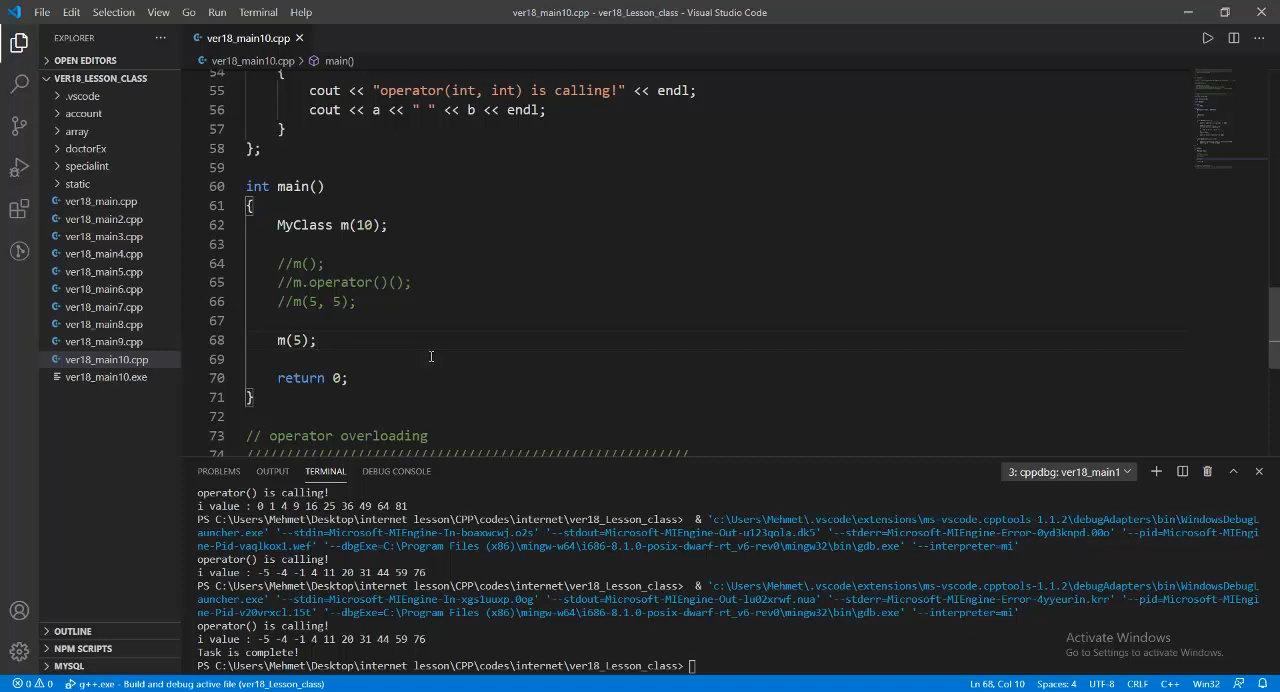 File Edit Selection View Go Run Terminal Help
ver18_main10.cpp - ver18_Lesson_class - Visual Studio Code
EXPLORER
OPEN EDITORS
VER18_LESSON_CLASS
.vscode
account
array
doctorEx
specialint
static
ver18_main.cpp
ver18_main2.cpp
ver18_main3.cpp
ver18_main4.cpp
ver18_main5.cpp
ver18_main6.cpp
ver18_main7.cpp
ver18_main8.cpp
ver18_main9.cpp
ver18_main10.cpp
ver18_main10.exe
OUTLINE
NPM SCRIPTS
MYSQL
ver18_main10.cpp
ver18_main10.cpp > main()
54 {
55 cout << "operator(int, int) is calling!" << endl;
56 cout << a << " " << b << endl;
57 }
58 };
59
60 int main()
61 {
62 MyClass m(10);
63
64 //m();
65 //m.operator()();
66 //m(5, 5);
67
68 m(5);
69
70 return 0;
71 }
72
73 // operator overloading
74 /////////////////////////////////////////////////////////
PROBLEMS OUTPUT TERMINAL DEBUG CONSOLE
3: cppdbg: ver18_main1
operator() is calling!
i value : 0 1 4 9 16 25 36 49 64 81
PS C:\Users\Mehmet\Desktop\internet lesson\CPP\codes\internet\ver18_Lesson_class> & 'c:\Users\Mehmet\.vscode\extensions\ms-vscode.cpptools-1.1.2\debugAdapters\bin\WindowsDebugL
auncher.exe' '--stdin=Microsoft-MIEngine-In-boaxwcwj.o2s' '--stdout=Microsoft-MIEngine-Out-u123qola.dk5' '--stderr=Microsoft-MIEngine-Error-0yd3knpd.00o' '--pid=Microsoft-MIEngi
ne-Pid-vaqlkox1.wef' '--dbgExe=C:\Program Files (x86)\mingw-w64\i686-8.1.0-posix-dwarf-rt_v6-rev0\mingw32\bin\gdb.exe' '--interpreter=mi'
operator() is calling!
i value : -5 -4 -1 4 11 20 31 44 59 76
PS C:\Users\Mehmet\Desktop\internet lesson\CPP\codes\internet\ver18_Lesson_class> & 'c:\Users\Mehmet\.vscode\extensions\ms-vscode.cpptools-1.1.2\debugAdapters\bin\WindowsDebugL
auncher.exe' '--stdin=Microsoft-MIEngine-In-xgs1uuxp.0og' '--stdout=Microsoft-MIEngine-Out-lu02xrwf.nua' '--stderr=Microsoft-MIEngine-Error-4yyeurin.krr' '--pid=Microsoft-MIEngi
ne-Pid-v20vrxcl.15t' '--dbgExe=C:\Program Files (x86)\mingw-w64\i686-8.1.0-posix-dwarf-rt_v6-rev0\mingw32\bin\gdb.exe' '--interpreter=mi'
operator() is calling!
i value : -5 -4 -1 4 11 20 31 44 59 76
Task is complete!
PS C:\Users\Mehmet\Desktop\internet lesson\CPP\codes\internet\ver18_Lesson_class>
Activate Windows
Go to Settings to activate Windows.
0 0 g++.exe - Build and debug active file (ver18_Lesson_class)
Ln 68, Col 10 Spaces: 4 UTF-8 CRLF C++ Win32